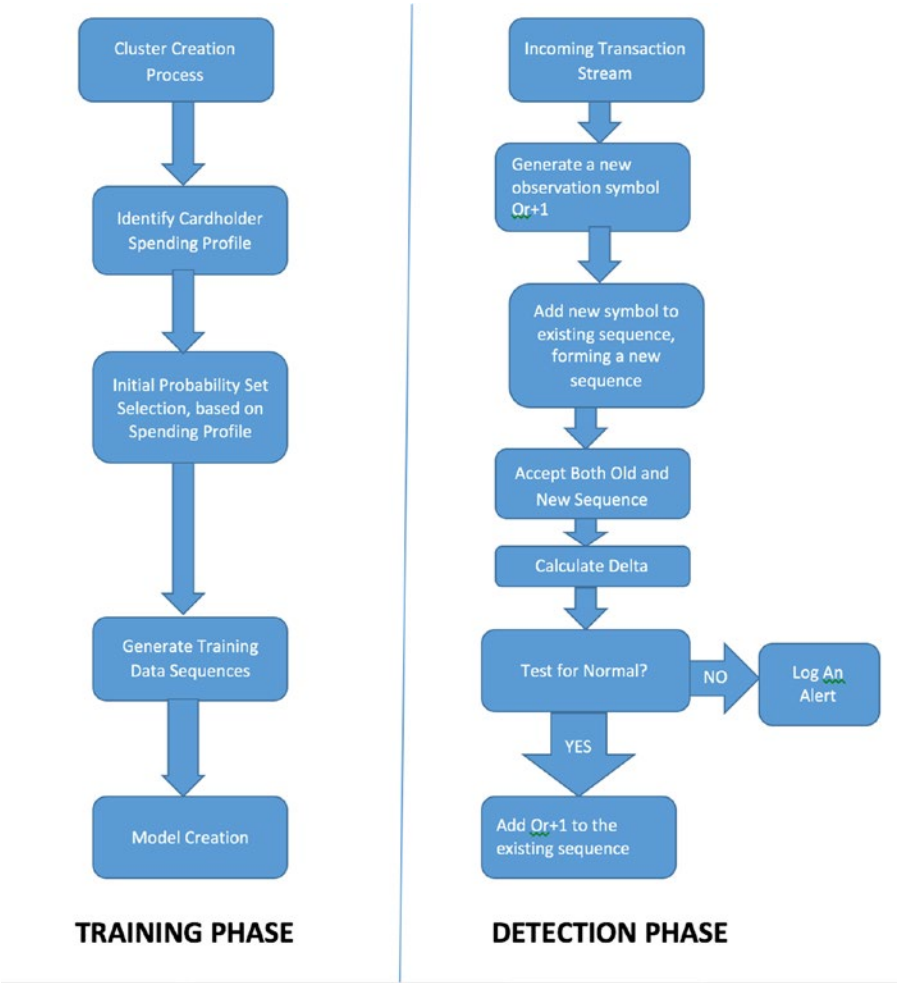 Cluster Creation
Process
Identify Cardholder
Spending Profile
Initial Probability Set
Selection, based on
Spending Profile
Generate Training
Data Sequences
Model Creation
TRAINING PHASE
Incoming Transaction
Stream
Generate a new
observation symbol
Or+1
Add new symbol to
existing sequence,
forming a new
sequence
Accept Both Old and
New Sequence
Calculate Delta
Test for Normal?
NO
Log An
Alert
YES
Add Or+1 to the
existing sequence
DETECTION PHASE